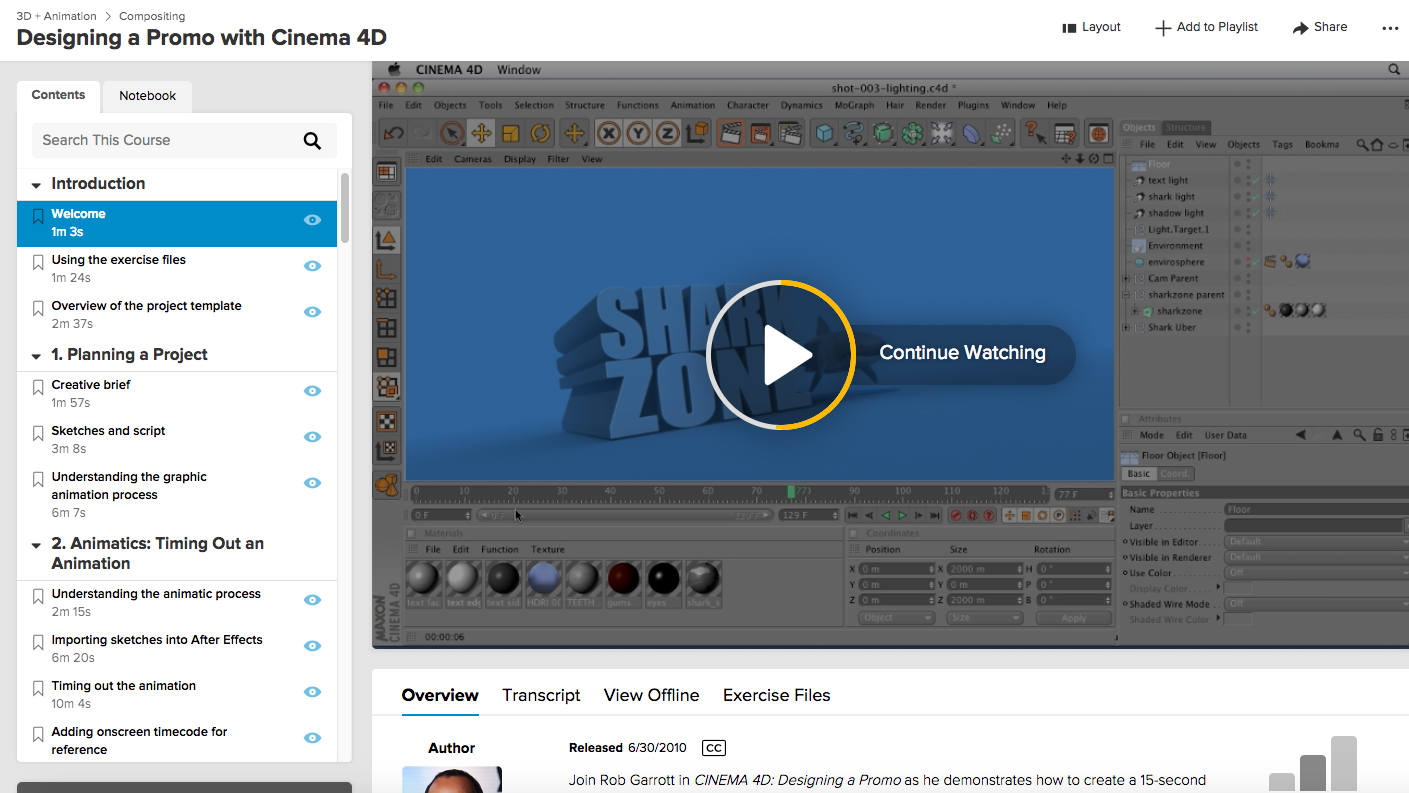 3D + Animation > Compositing
Designing a Promo with Cinema 4D
Layout
Add to Playlist
Share
Contents
Notebook
Search This Course
Introduction
Welcome
1m 3s
Using the exercise files
1m 24s
Overview of the project template
2m 37s
1. Planning a Project
Creative brief
1m 57s
Sketches and script
3m 8s
Understanding the graphic
animation process
6m 7s
2. Animatics: Timing Out an
Animation
Understanding the animatic process
2m 15s
Importing sketches into After Effects
6m 20s
Timing out the animation
10m 4s
Adding onscreen timecode for
reference
CINEMA 4D Window
shot-003-lighting.c4d *
File Edit Objects Tools Selection Structure Functions Animation Character Dynamics MoGraph Hair Render Plugins Window Help
X Y Z
Edit Cameras Display Filter View
SHARK
ZONE
Continue Watching
0 10 20 30 40 50 60 70 77 90 100 110 120
77 F
0 F
129 F
Materials
File Edit Function Texture
text fac text edg text sid HDRI 0 TEETH gums eyes shark_s
MAXON
CINEMA 4D
00:00:06
Coordinates
Position Size Rotation
X 0 m X 2000 m H 0 °
Y 0 m Y 0 m P 0 °
Z 0 m Z 2000 m B 0 °
Object Size Apply
Objects Structure
File Edit View Objects Tags Bookma
Floor
text light
shark light
shadow light
Light.Target.1
Environment
envirosphere
Cam Parent
sharkzone parent
sharkzone
Shark Uber
Attributes
Mode Edit User Data
Floor Object [Floor]
Basic Coord.
Basic Properties
Name Floor
Layer
Visible in Editor Default
Visible in Renderer Default
Use Color Off
Display Color
Shaded Wire Mode Off
Shaded Wire Color
Overview
Transcript
View Offline
Exercise Files
Author
Released 6/30/2010 CC
Join Rob Garrott in CINEMA 4D: Designing a Promo as he demonstrates how to create a 15-second